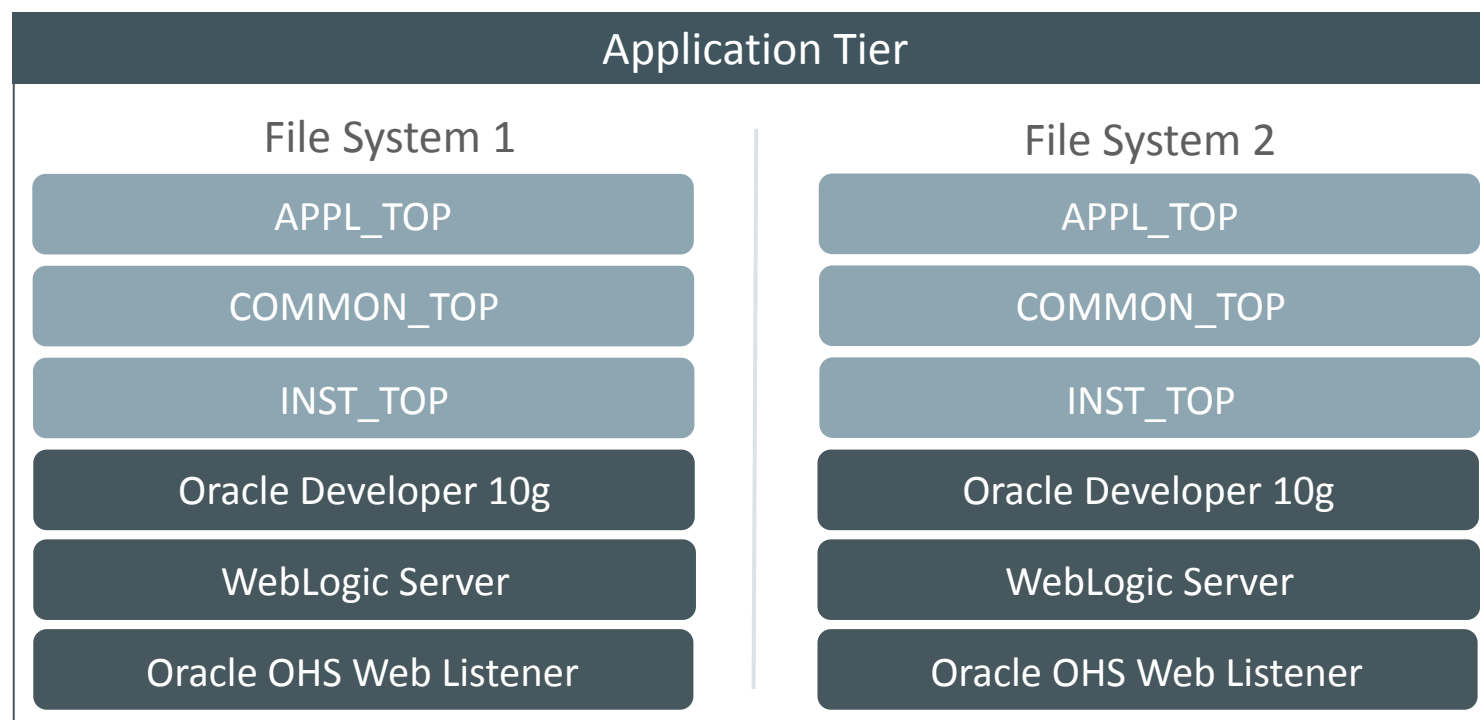 Application Tier
File System 1
APPL_TOP
COMMON_TOP
INST_TOP
Oracle Developer 10g
WebLogic Server
Oracle OHS Web Listener
File System 2
APPL_TOP
COMMON_TOP
INST_TOP
Oracle Developer 10g
WebLogic Server
Oracle OHS Web Listener